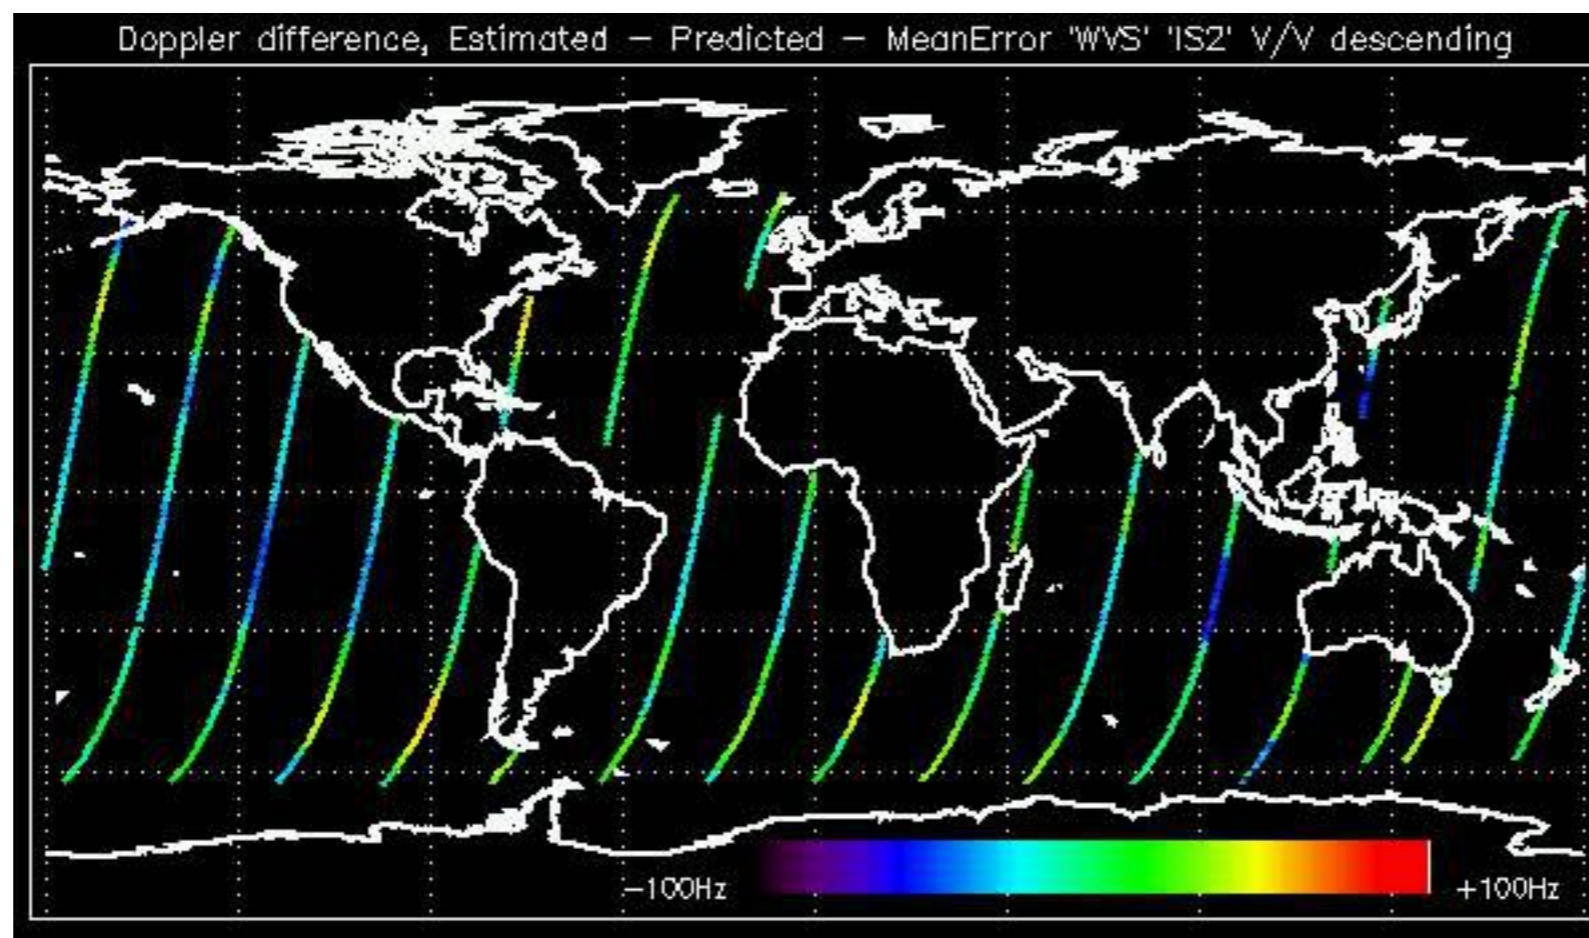 Doppler difference, Estimated – Predicted – MeanError 'WVS' 'IS2' V/V descending
–100Hz
+100Hz